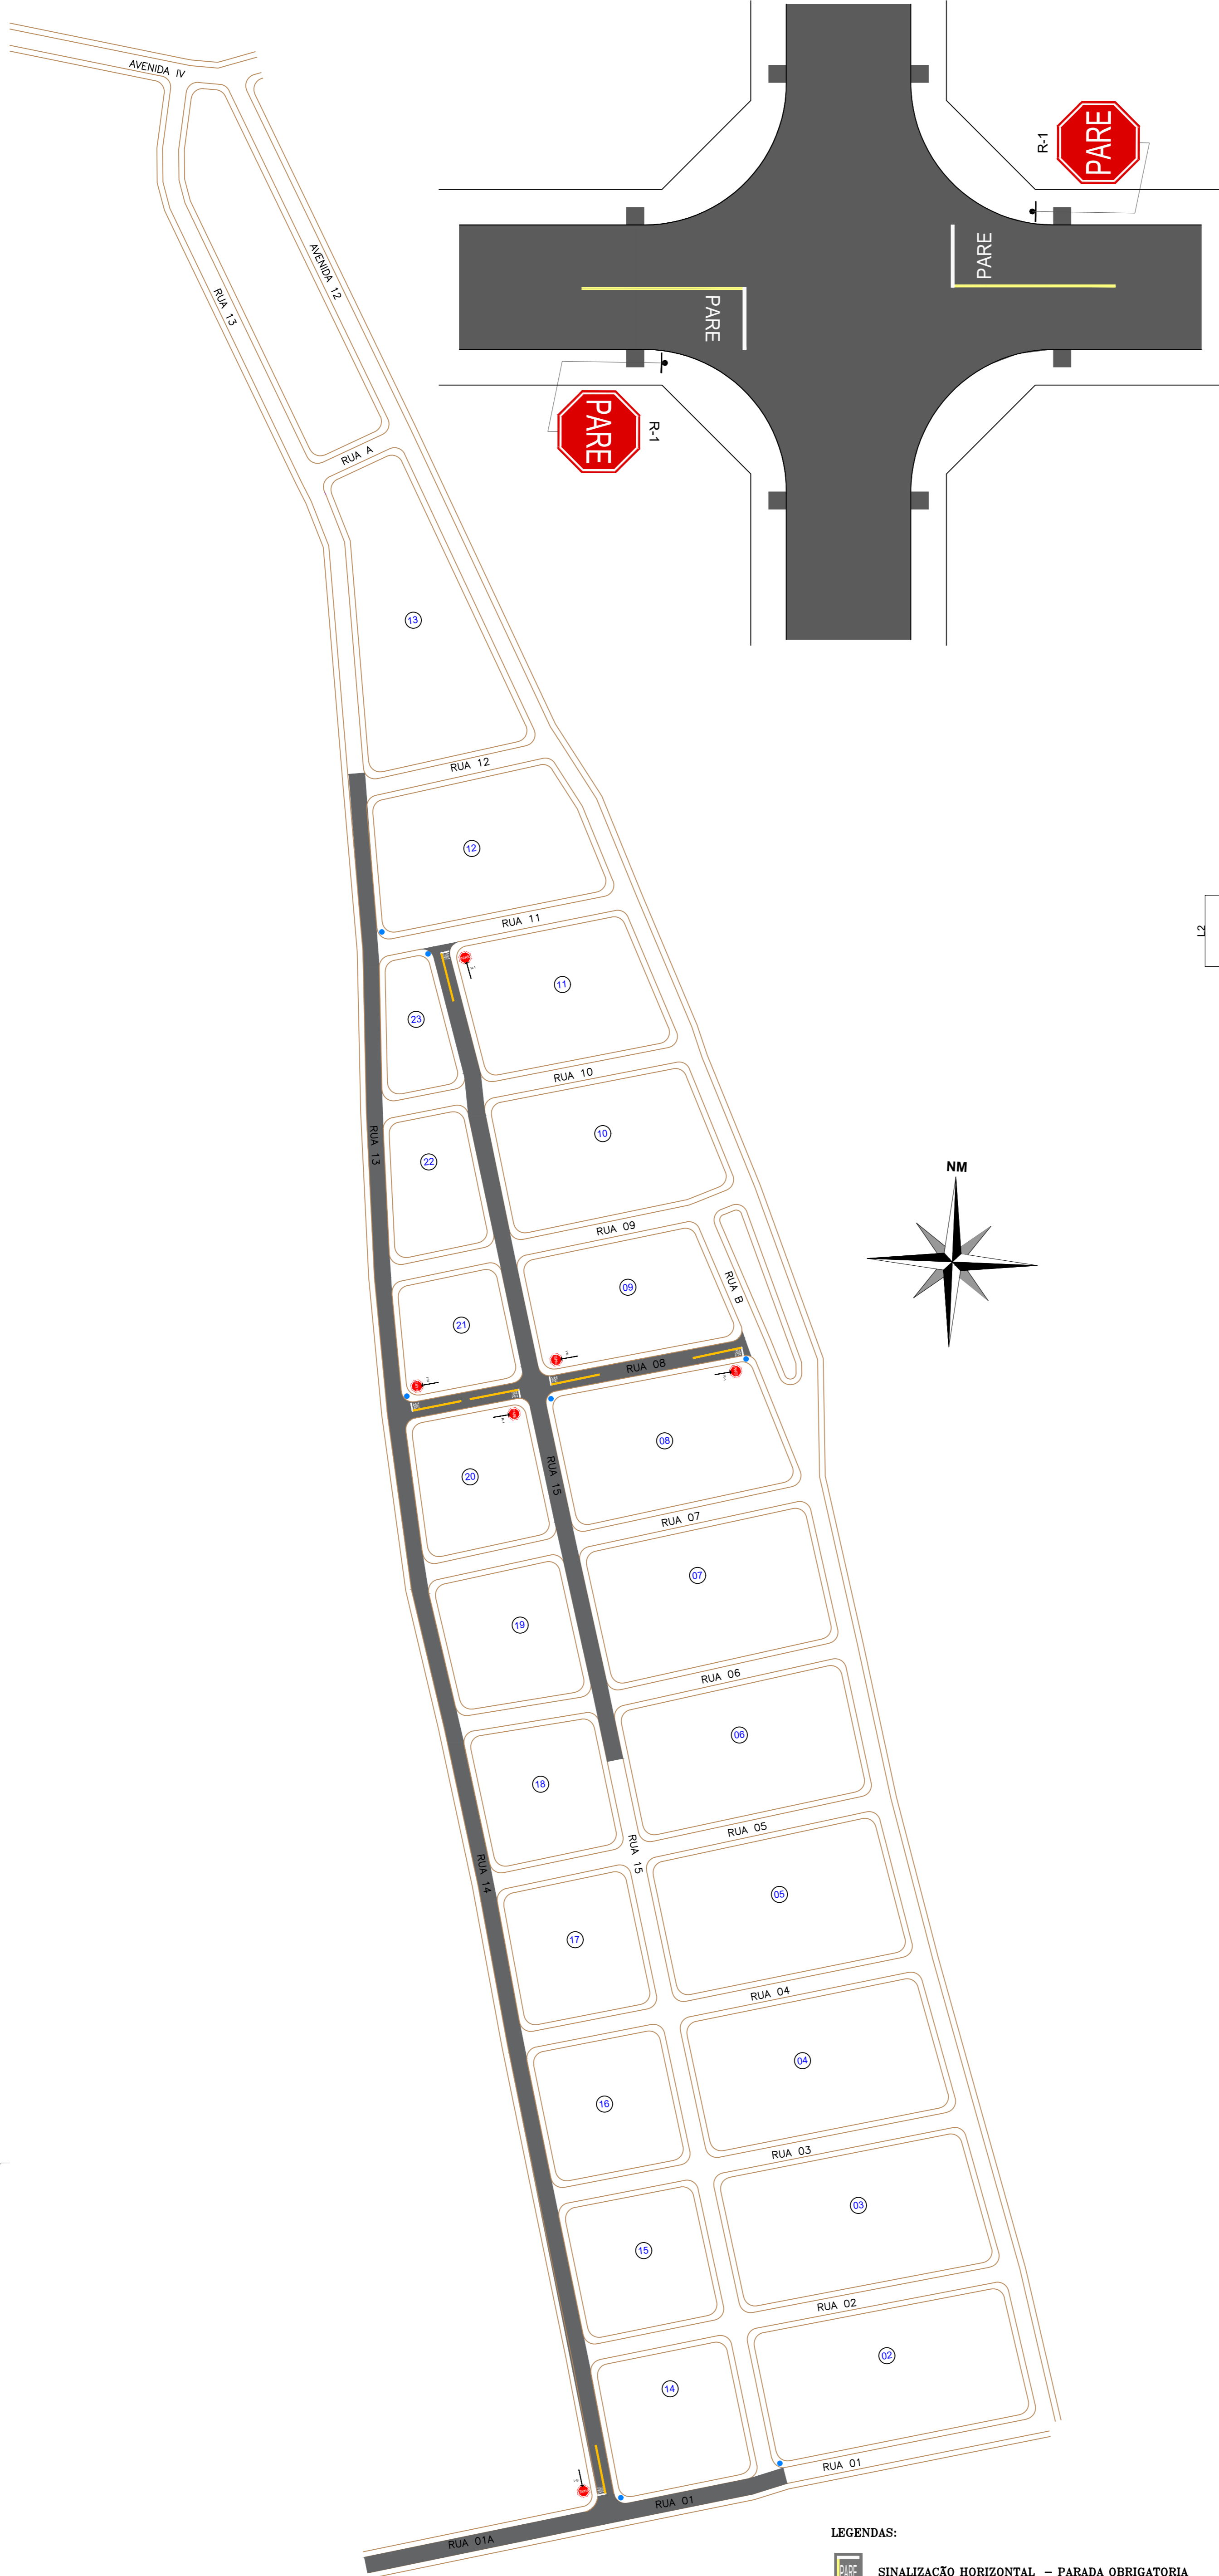 AVENIDA IV
R-1
PARE
PARE
AVENIDA 12
RUA 13
PARE
PARE
R-1
RUA A
13
RUA 12
12
RUA 11
L2
11
23
RUA 10
10
RUA 13
22
NM
RUA 09
09
RUA B
21
RUA 08
08
RUA 15
20
RUA 07
07
19
RUA 06
06
18
RUA 05
RUA 15
RUA 14
05
17
RUA 04
04
16
RUA 03
03
15
RUA 02
02
14
RUA 01
RUA 01
RUA 01A
LEGENDAS:
PARE
SINALIZAÇÃO HORIZONTAL - PARADA OBRIGATORIA